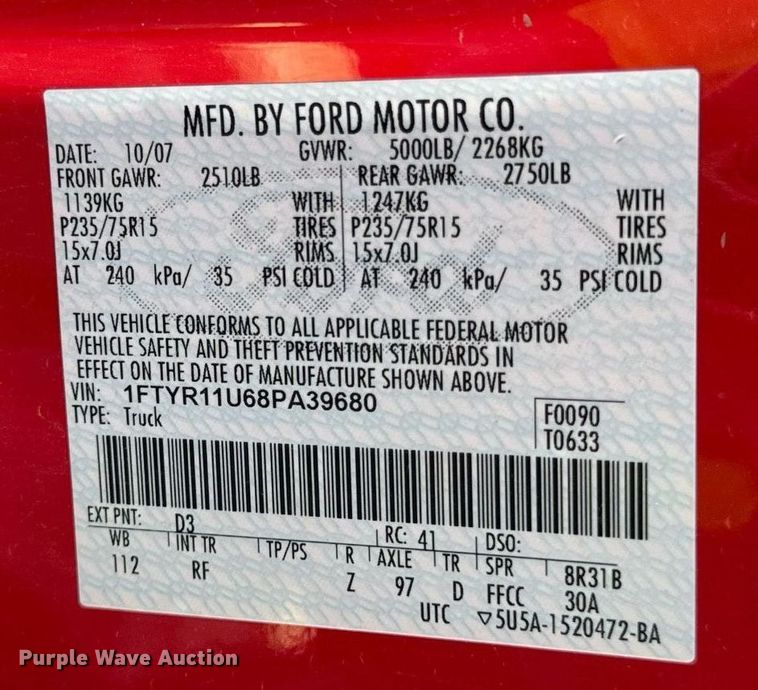 MFD. BY FORD MOTOR CO.
DATE: 10/07 GVWR: 5000LB/ 2268KG
FRONT GAWR: 2510LB REAR GAWR: 2750LB
1139KG WITH 1247KG WITH
P235/75R15 TIRES P235/75R15 TIRES
15x7.0J RIMS 15x7.0J RIMS
AT 240 kPa/ 35 PSI COLD AT 240 kPa/ 35 PSI COLD
Ford
THIS VEHICLE CONFORMS TO ALL APPLICABLE FEDERAL MOTOR
VEHICLE SAFETY AND THEFT PREVENTION STANDARDS IN
EFFECT ON THE DATE OF MANUFACTURE SHOWN ABOVE.
VIN: 1FTYR11U68PA39680
TYPE: Truck
F0090
T0633
EXT PNT: D3 RC: 41 DSO:
WB INT TR TP/PS R AXLE TR SPR 8R31B
112 RF Z 97 D FFCC 30A
UTC ▽5U5A-1520472-BA
Purple Wave Auction